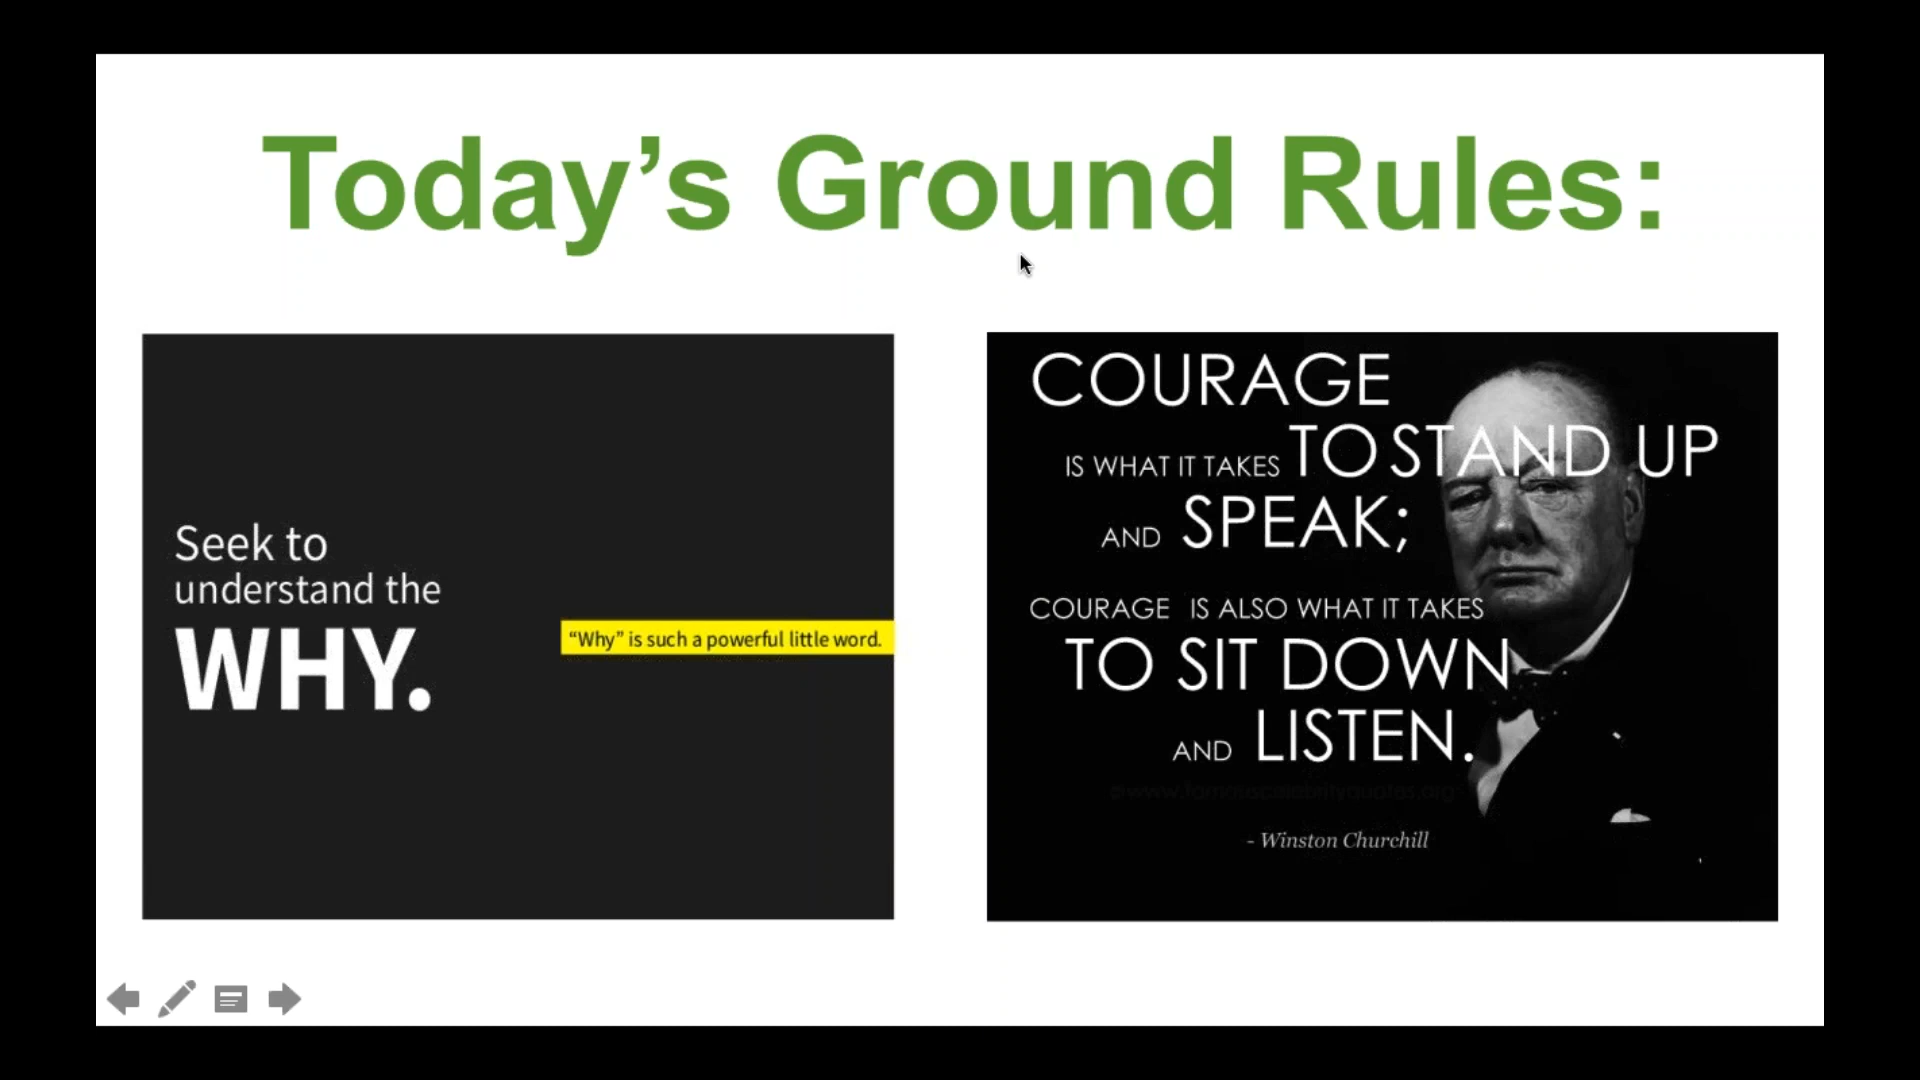 Today’s Ground Rules:
Seek to
understand the
WHY.
“Why” is such a powerful little word.
COURAGE
IS WHAT IT TAKES TO STAND UP
AND SPEAK;
COURAGE IS ALSO WHAT IT TAKES
TO SIT DOWN
AND LISTEN.
- Winston Churchill